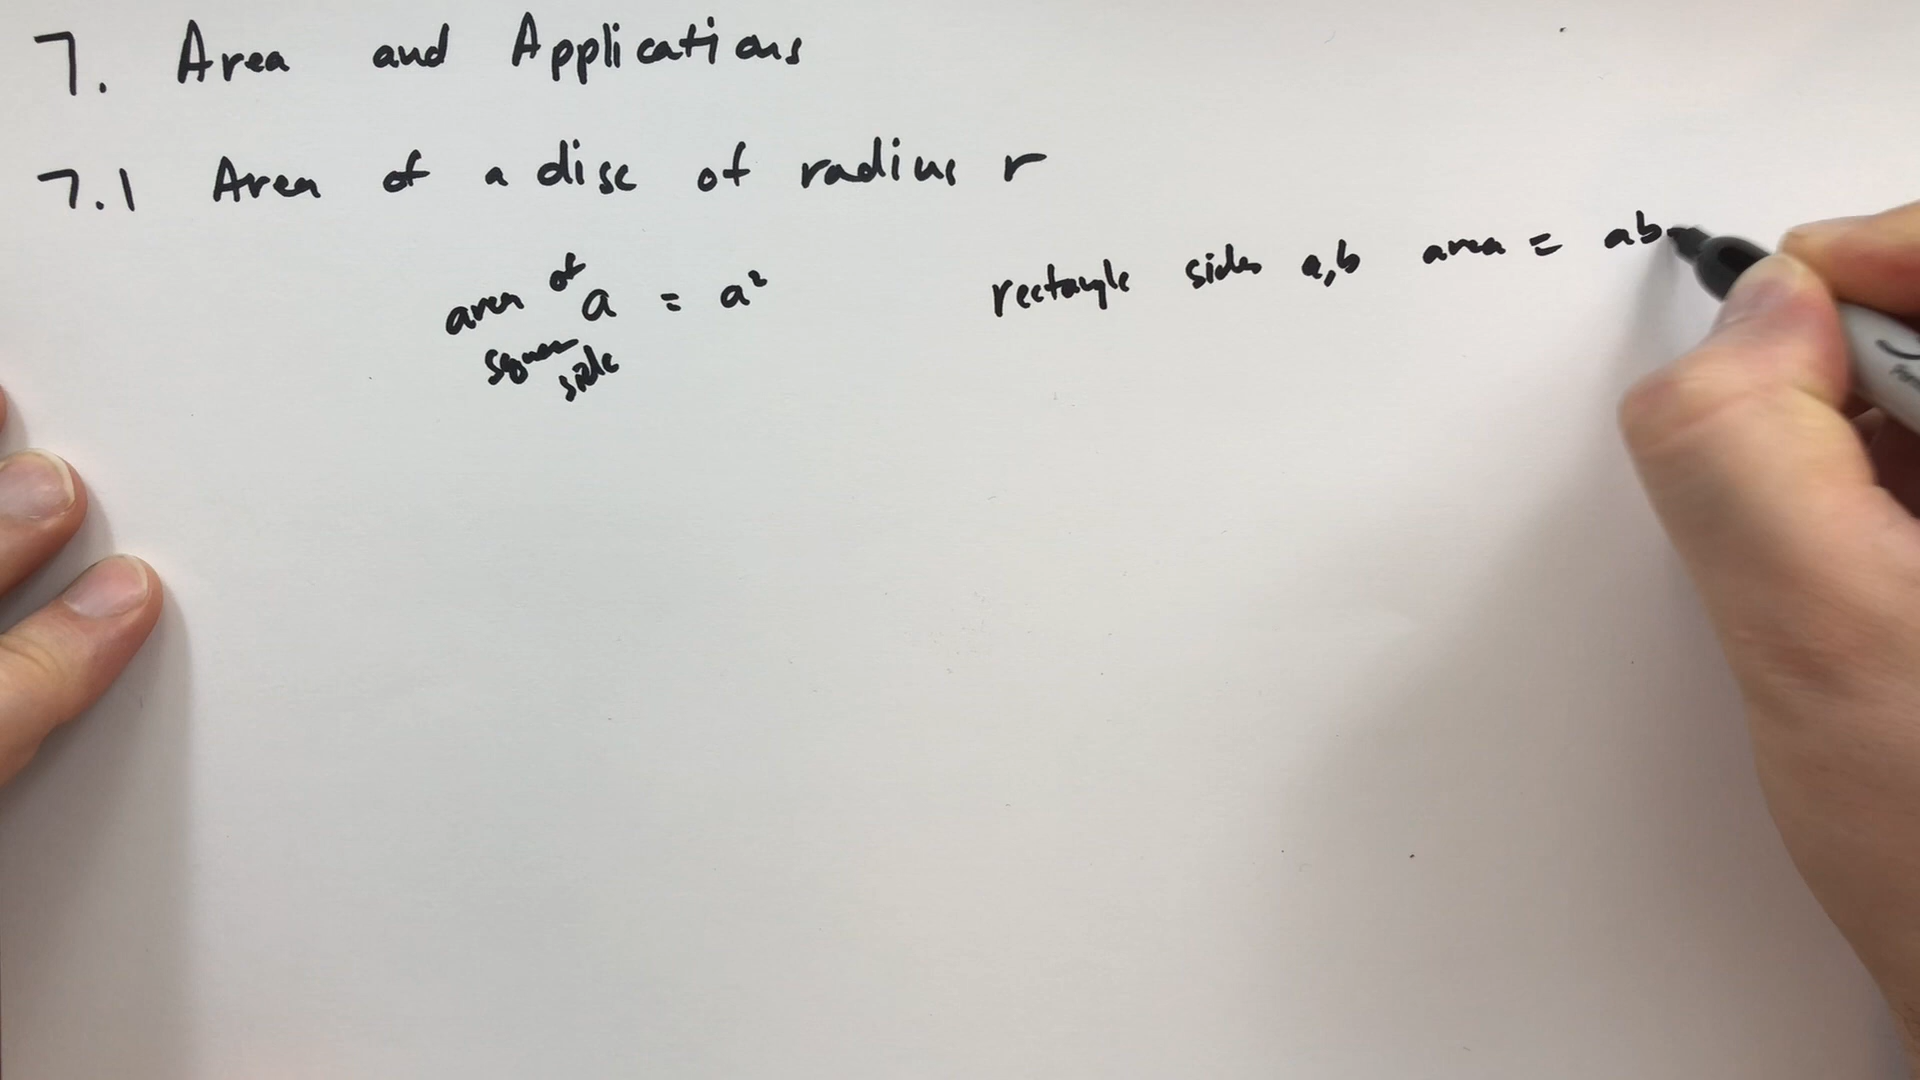 7. Area and Applications
7.1 Area of a disc of radius r
area of a = a²
square side
rectangle sides a,b area = ab